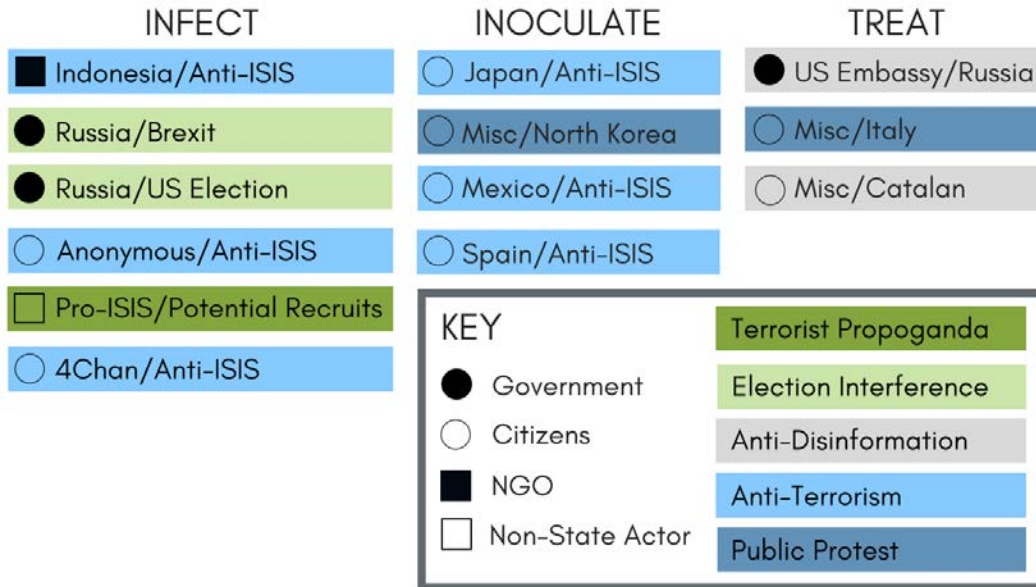 INFECT
Indonesia/Anti-ISIS
Russia/Brexit
Russia/US Election
Anonymous/Anti-ISIS
Pro-ISIS/Potential Recruits
4Chan/Anti-ISIS
INOCULATE
Japan/Anti-ISIS
Misc/North Korea
Mexico/Anti-ISIS
Spain/Anti-ISIS
TREAT
US Embassy/Russia
Misc/Italy
Misc/Catalan
KEY
Government
Citizens
NGO
Non-State Actor
Terrorist Propoganda
Election Interference
Anti-Disinformation
Anti-Terrorism
Public Protest